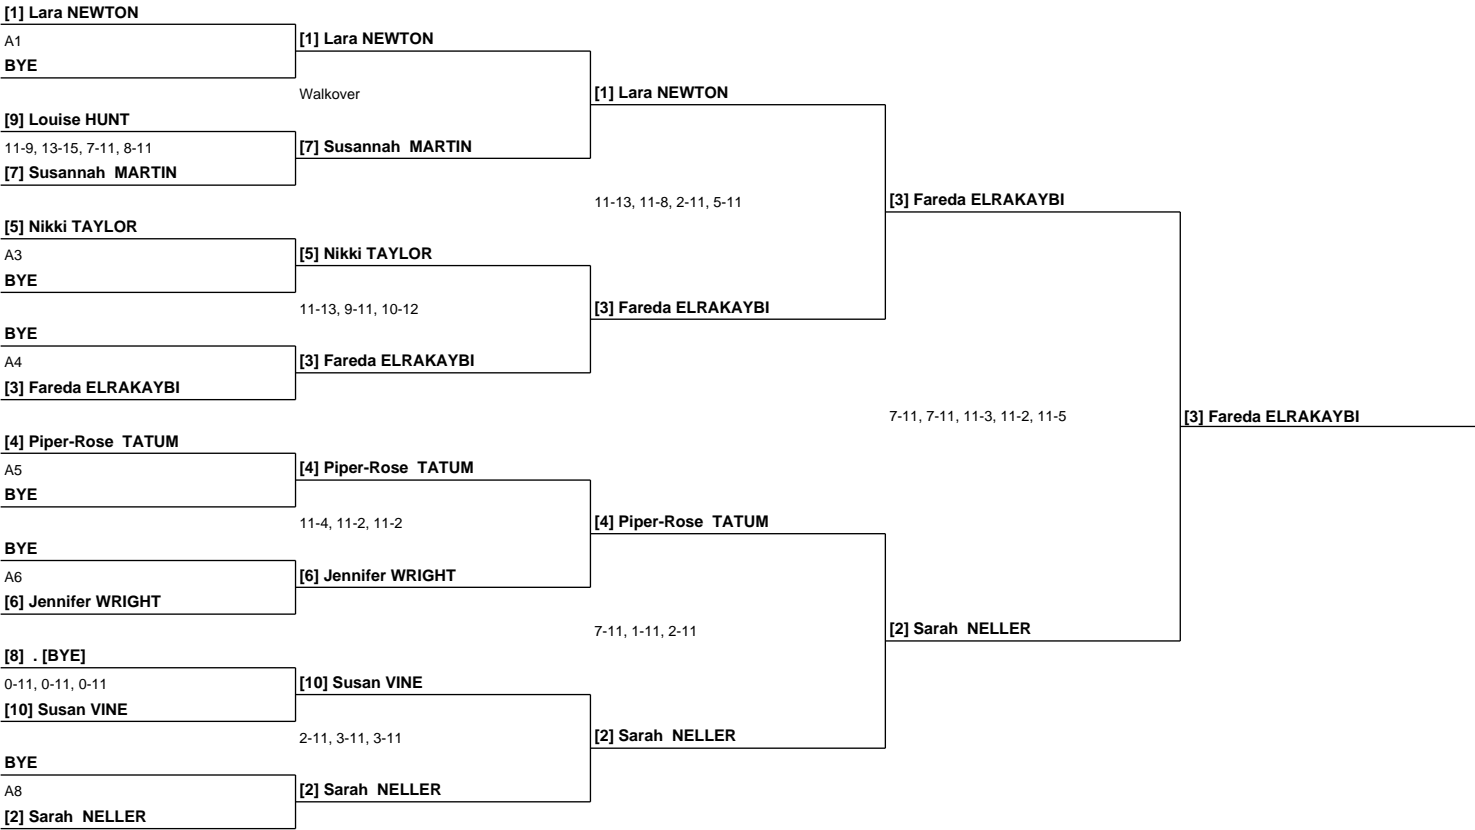 [1] Lara NEWTON
A1
BYE
[9] Louise HUNT
11-9, 13-15, 7-11, 8-11
[7] Susannah  MARTIN
[5] Nikki TAYLOR
A3
BYE
BYE
A4
[3] Fareda ELRAKAYBI
[4] Piper-Rose  TATUM
A5
BYE
BYE
A6
[6] Jennifer WRIGHT
[8]  . [BYE]
0-11, 0-11, 0-11
[10] Susan VINE
BYE
A8
[2] Sarah  NELLER
[1] Lara NEWTON
Walkover
[7] Susannah  MARTIN
[5] Nikki TAYLOR
11-13, 9-11, 10-12
[3] Fareda ELRAKAYBI
[4] Piper-Rose  TATUM
11-4, 11-2, 11-2
[6] Jennifer WRIGHT
[10] Susan VINE
2-11, 3-11, 3-11
[2] Sarah  NELLER
[1] Lara NEWTON
11-13, 11-8, 2-11, 5-11
[3] Fareda ELRAKAYBI
[4] Piper-Rose  TATUM
7-11, 1-11, 2-11
[2] Sarah  NELLER
[3] Fareda ELRAKAYBI
7-11, 7-11, 11-3, 11-2, 11-5
[2] Sarah  NELLER
[3] Fareda ELRAKAYBI